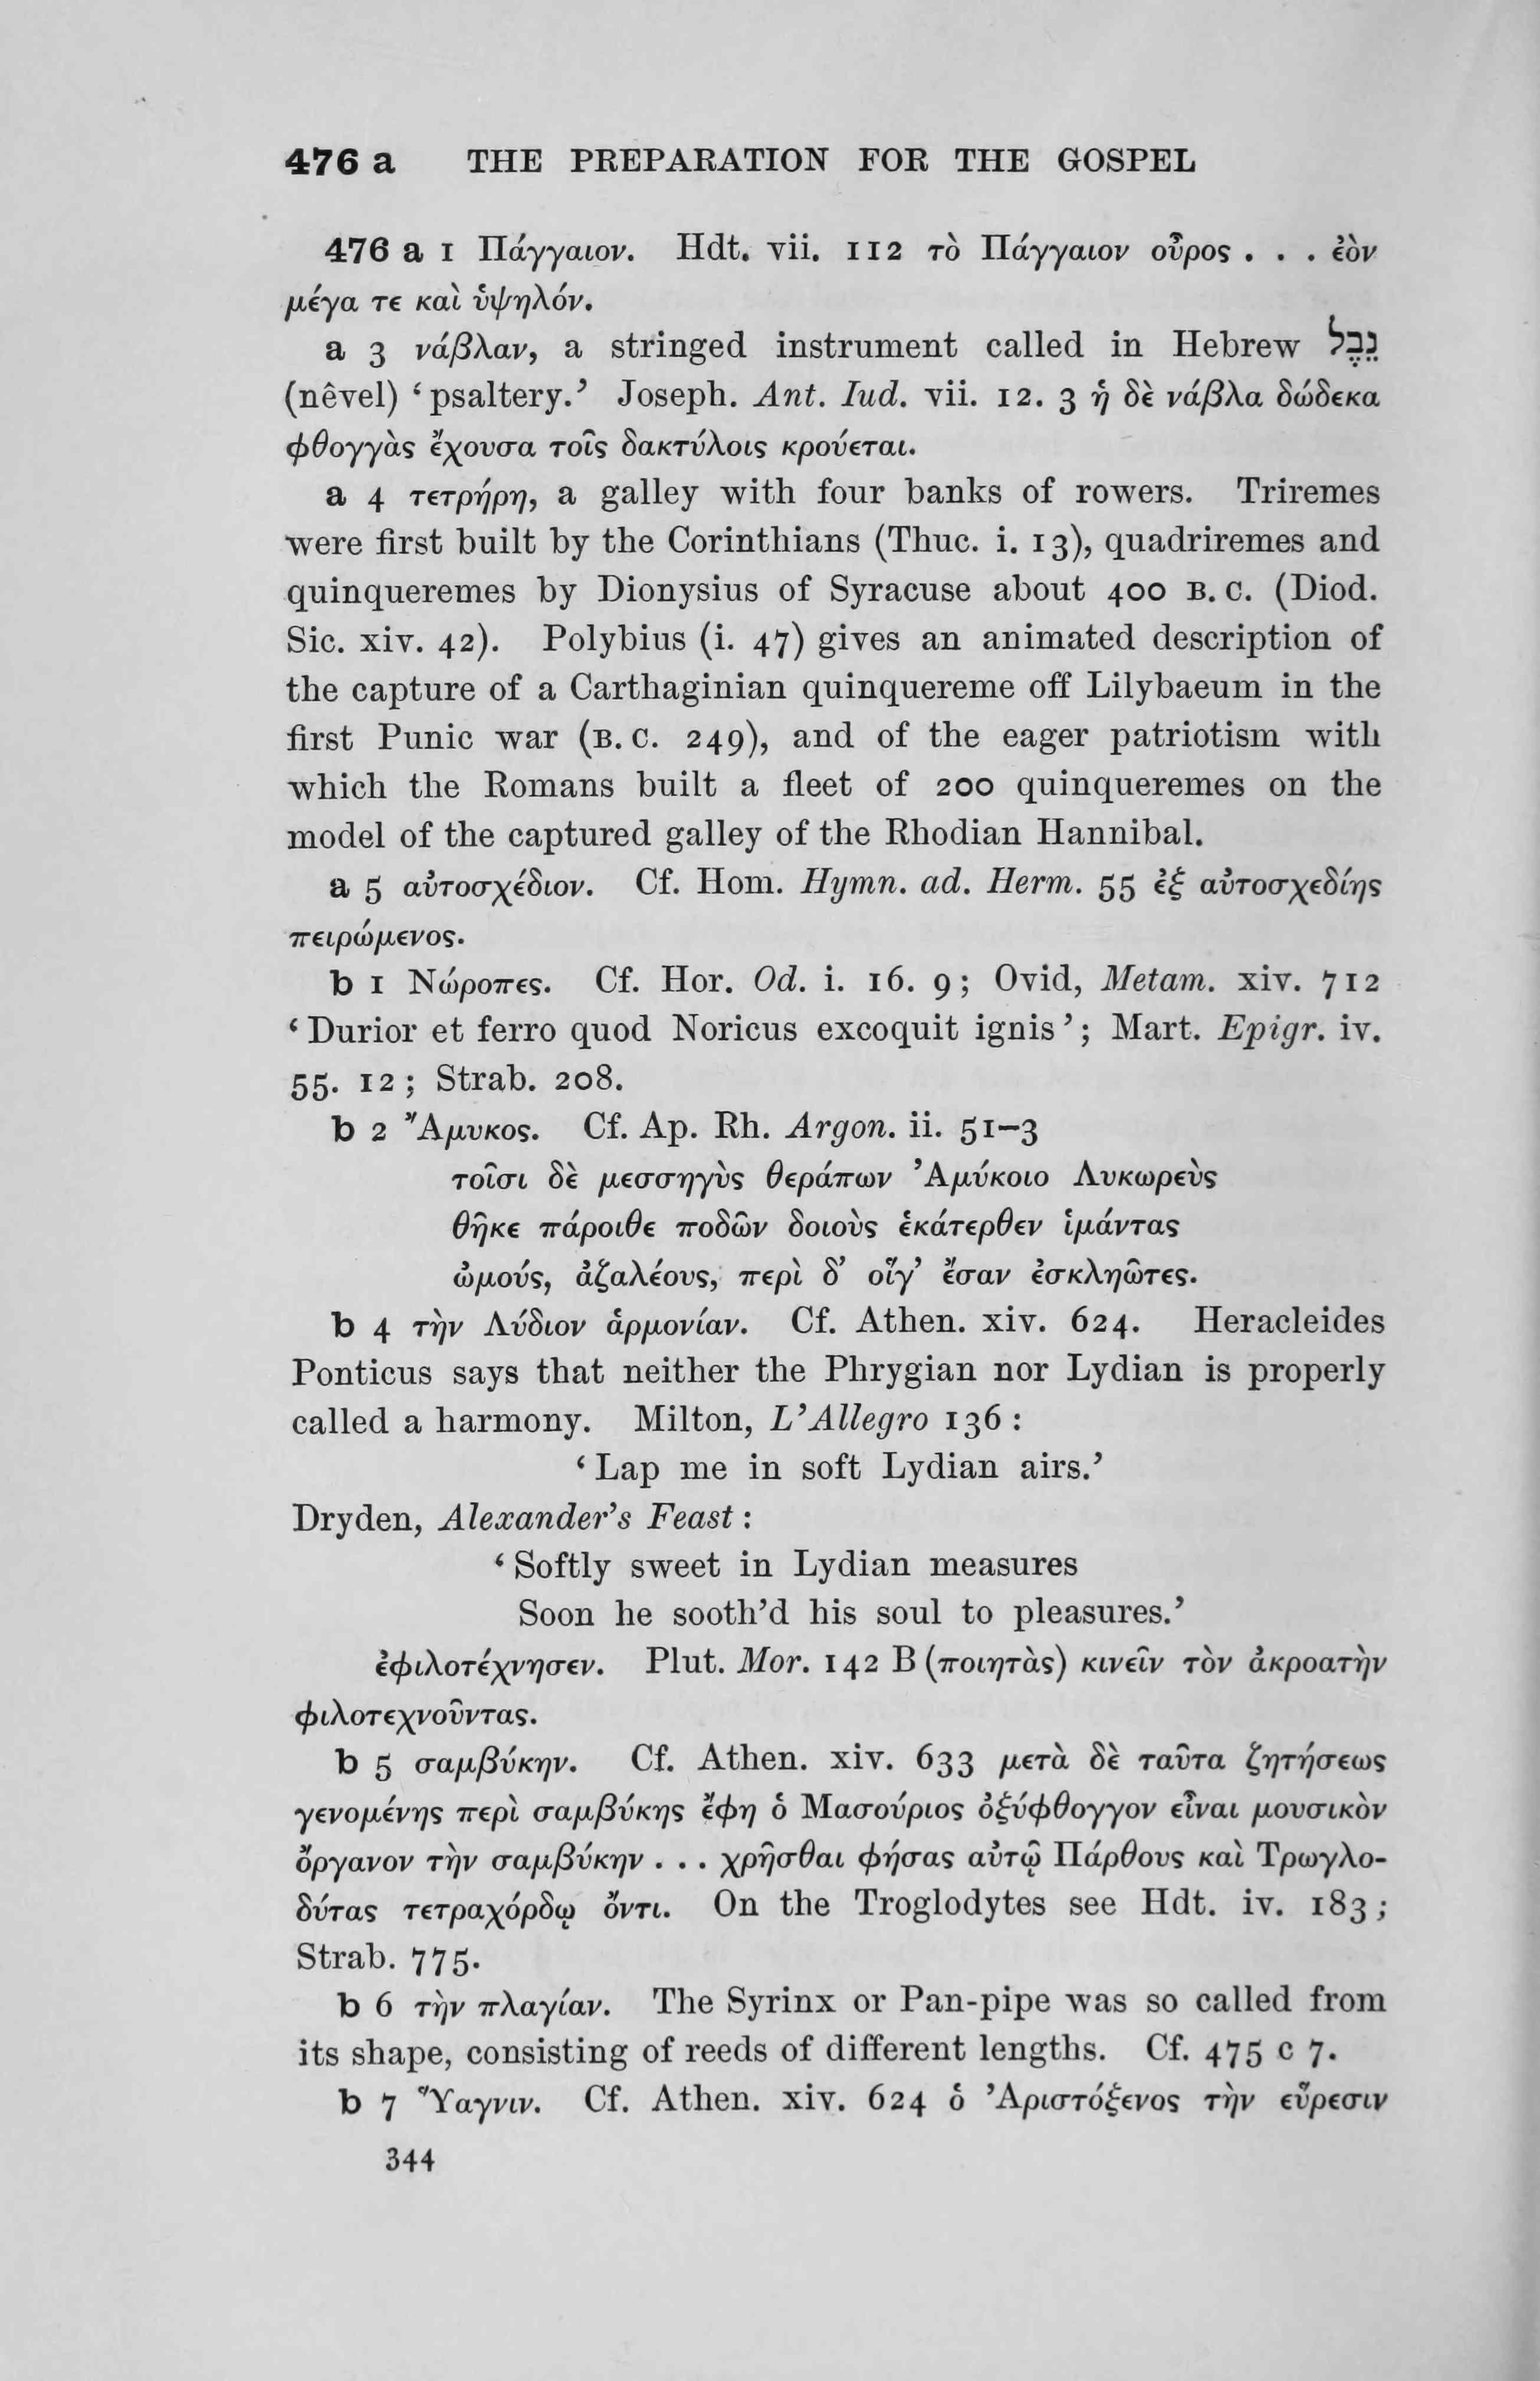 476 a THE PREPARATION FOR THE GOSPEL
476 a 1 Πάγγαιον. Hdt. vii. 112 τὸ Πάγγαιον οὖρος . . . ἐὸν
μέγα τε καὶ ὑψηλόν.
a 3 νάβλαν, a stringed instrument called in Hebrew נֵבֶל
(nêvel) ‘psaltery.’ Joseph. Ant. Iud. vii. 12. 3 ἡ δὲ νάβλα δώδεκα
φθογγὰς ἔχουσα τοῖς δακτύλοις κρούεται.
a 4 τετρήρη, a galley with four banks of rowers. Triremes
were first built by the Corinthians (Thuc. i. 13), quadriremes and
quinqueremes by Dionysius of Syracuse about 400 B. C. (Diod.
Sic. xiv. 42). Polybius (i. 47) gives an animated description of
the capture of a Carthaginian quinquereme off Lilybaeum in the
first Punic war (B. C. 249), and of the eager patriotism with
which the Romans built a fleet of 200 quinqueremes on the
model of the captured galley of the Rhodian Hannibal.
a 5 αὐτοσχέδιον. Cf. Hom. Hymn. ad. Herm. 55 ἐξ αὐτοσχεδίης
πειρώμενος.
b 1 Νώροπες. Cf. Hor. Od. i. 16. 9; Ovid, Metam. xiv. 712
‘Durior et ferro quod Noricus excoquit ignis’; Mart. Epigr. iv.
55. 12; Strab. 208.
b 2 Ἄμυκος. Cf. Ap. Rh. Argon. ii. 51–3
τοῖσι δὲ μεσσηγὺς θεράπων Ἀμύκοιο Λυκωρεὺς
θῆκε πάροιθε ποδῶν δοιοὺς ἑκάτερθεν ἱμάντας
ὠμούς, ἀζαλέους, περὶ δ’ οἵγ’ ἔσαν ἐσκληῶτες.
b 4 τὴν Λύδιον ἁρμονίαν. Cf. Athen. xiv. 624. Heracleides
Ponticus says that neither the Phrygian nor Lydian is properly
called a harmony. Milton, L’Allegro 136 :
‘Lap me in soft Lydian airs.’
Dryden, Alexander’s Feast :
‘Softly sweet in Lydian measures
Soon he sooth’d his soul to pleasures.’
ἐφιλοτέχνησεν. Plut. Mor. 142 B (ποιητὰς) κινεῖν τὸν ἀκροατὴν
φιλοτεχνοῦντας.
b 5 σαμβύκην. Cf. Athen. xiv. 633 μετὰ δὲ ταῦτα ζητήσεως
γενομένης περὶ σαμβύκης ἔφη ὁ Μασούριος ὀξύφθογγον εἶναι μουσικὸν
ὄργανον τὴν σαμβύκην . . . χρῆσθαι φήσας αὐτῷ Πάρθους καὶ Τρωγλο-
δύτας τετραχόρδῳ ὄντι. On the Troglodytes see Hdt. iv. 183;
Strab. 775.
b 6 τὴν πλαγίαν. The Syrinx or Pan-pipe was so called from
its shape, consisting of reeds of different lengths. Cf. 475 c 7.
b 7 Ὕαγνιν. Cf. Athen. xiv. 624 ὁ Ἀριστόξενος τὴν εὕρεσιν
344